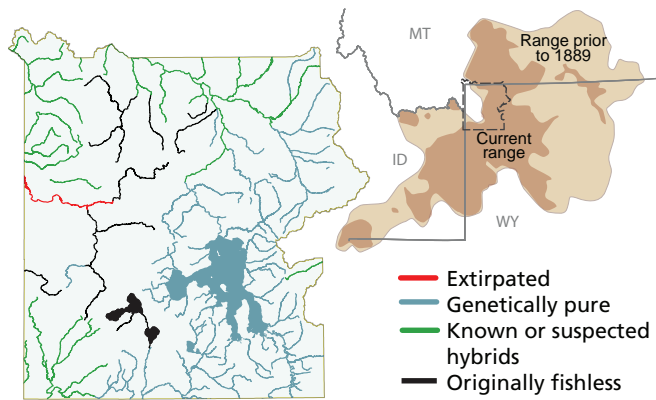 MT
Range prior
to 1889
Current
range
ID
WY
Extirpated
Genetically pure
Known or suspected
hybrids
Originally fishless